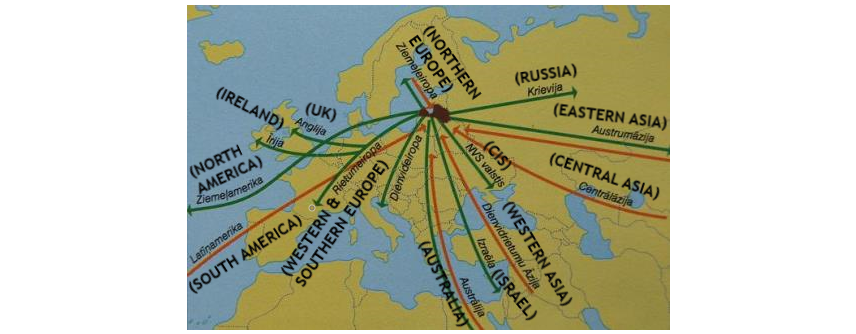 (NORTHERN
EUROPE)
Ziemeļeiropa
(RUSSIA)
Krievija
(IRELAND)
Īrija
(UK)
Anglija
(EASTERN ASIA)
Austrumāzija
(NORTH
AMERICA)
Ziemeļamerika
Rietumeiropa
Dienvideiropa
(CIS)
NVS valstis
(CENTRAL ASIA)
Centrālāzija
Latīņamerika
(SOUTH AMERICA)
(WESTERN &
SOUTHERN EUROPE)
(AUSTRALIA)
Austrālija
Izraēla
(ISRAEL)
Dienvidrietumu Āzija
(WESTERN ASIA)